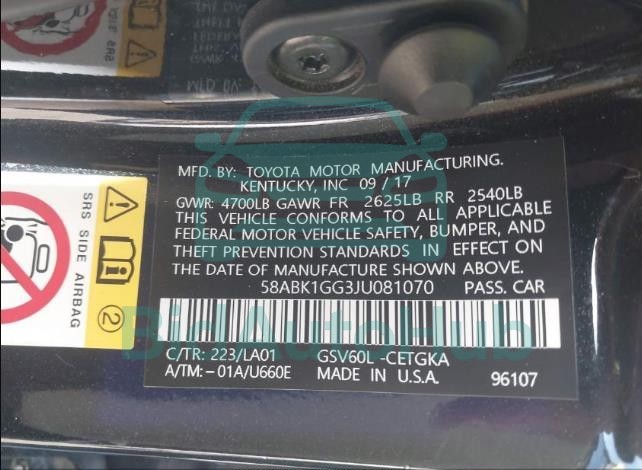 MFD. BY: TOYOTA MOTOR MANUFACTURING.
KENTUCKY, INC 09 / 17
GVWR: 4700LB GAWR FR 2625LB RR 2540LB
THIS VEHICLE CONFORMS TO ALL APPLICABLE
FEDERAL MOTOR VEHICLE SAFETY, BUMPER, AND
THEFT PREVENTION STANDARDS IN EFFECT ON
THE DATE OF MANUFACTURE SHOWN ABOVE.
58ABK1GG3JU081070 PASS. CAR
C/TR: 223/LA01 GSV60L -CETGKA
A/TM: -01A/U660E MADE IN U.S.A. 96107
SRS SIDE AIRBAG
2
BidAutoHub